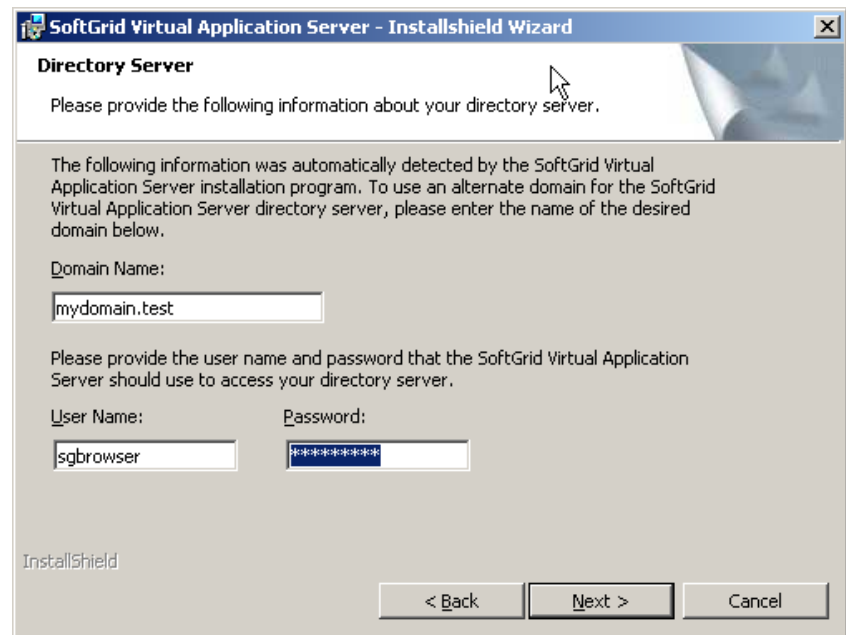 SoftGrid Virtual Application Server - Installshield Wizard
Directory Server
Please provide the following information about your directory server.
The following information was automatically detected by the SoftGrid Virtual
Application Server installation program. To use an alternate domain for the SoftGrid
Virtual Application Server directory server, please enter the name of the desired
domain below.
Domain Name:
mydomain.test
Please provide the user name and password that the SoftGrid Virtual Application
Server should use to access your directory server.
User Name: Password:
sgbrowser *********
InstallShield
< Back Next > Cancel